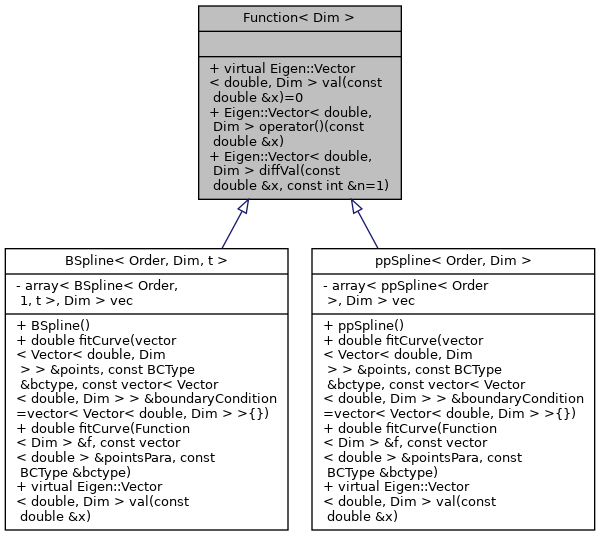 Function< Dim >
+ virtual Eigen::Vector
< double, Dim > val(const
double &x)=0
+ Eigen::Vector< double,
Dim > operator()(const
double &x)
+ Eigen::Vector< double,
Dim > diffVal(const
double &x, const int &n=1)
BSpline< Order, Dim, t >
- array< BSpline< Order,
1, t >, Dim > vec
+ BSpline()
+ double fitCurve(vector
< Vector< double, Dim
> > &points, const BCType
&bctype, const vector< Vector
< double, Dim > > &boundaryCondition
=vector< Vector< double, Dim > >{})
+ double fitCurve(Function
< Dim > &f, const vector
< double > &pointsPara, const
BCType &bctype)
+ virtual Eigen::Vector
< double, Dim > val(const
double &x)
ppSpline< Order, Dim >
- array< ppSpline< Order
>, Dim > vec
+ ppSpline()
+ double fitCurve(vector
< Vector< double, Dim
> > &points, const BCType
&bctype, const vector< Vector
< double, Dim > > &boundaryCondition
=vector< Vector< double, Dim > >{})
+ double fitCurve(Function
< Dim > &f, const vector
< double > &pointsPara, const
BCType &bctype)
+ virtual Eigen::Vector
< double, Dim > val(const
double &x)